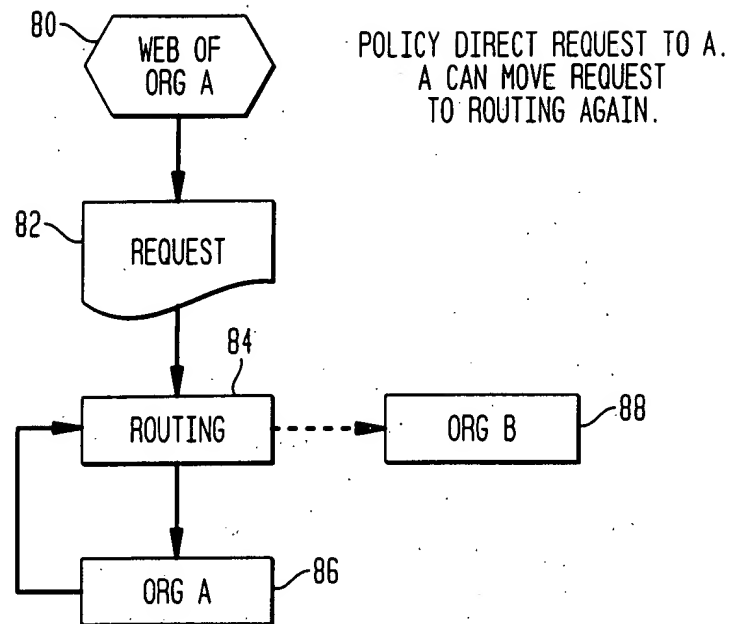 80
WEB OF
ORG A
POLICY DIRECT REQUEST TO A.
A CAN MOVE REQUEST
TO ROUTING AGAIN.
82
REQUEST
84
ROUTING
ORG B
88
ORG A
86